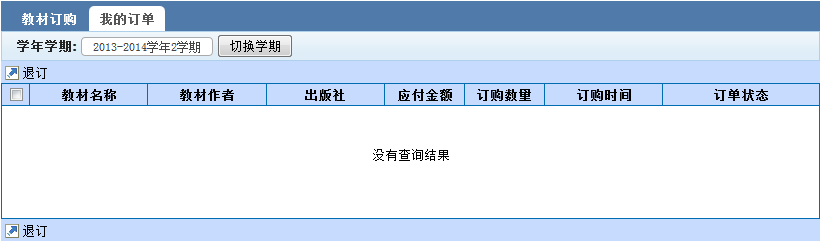 教材订购 我的订单
学年学期: 2013-2014学年2学期 切换学期
退订
教材名称 教材作者 出版社 应付金额 订购数量 订购时间 订单状态
没有查询结果
退订